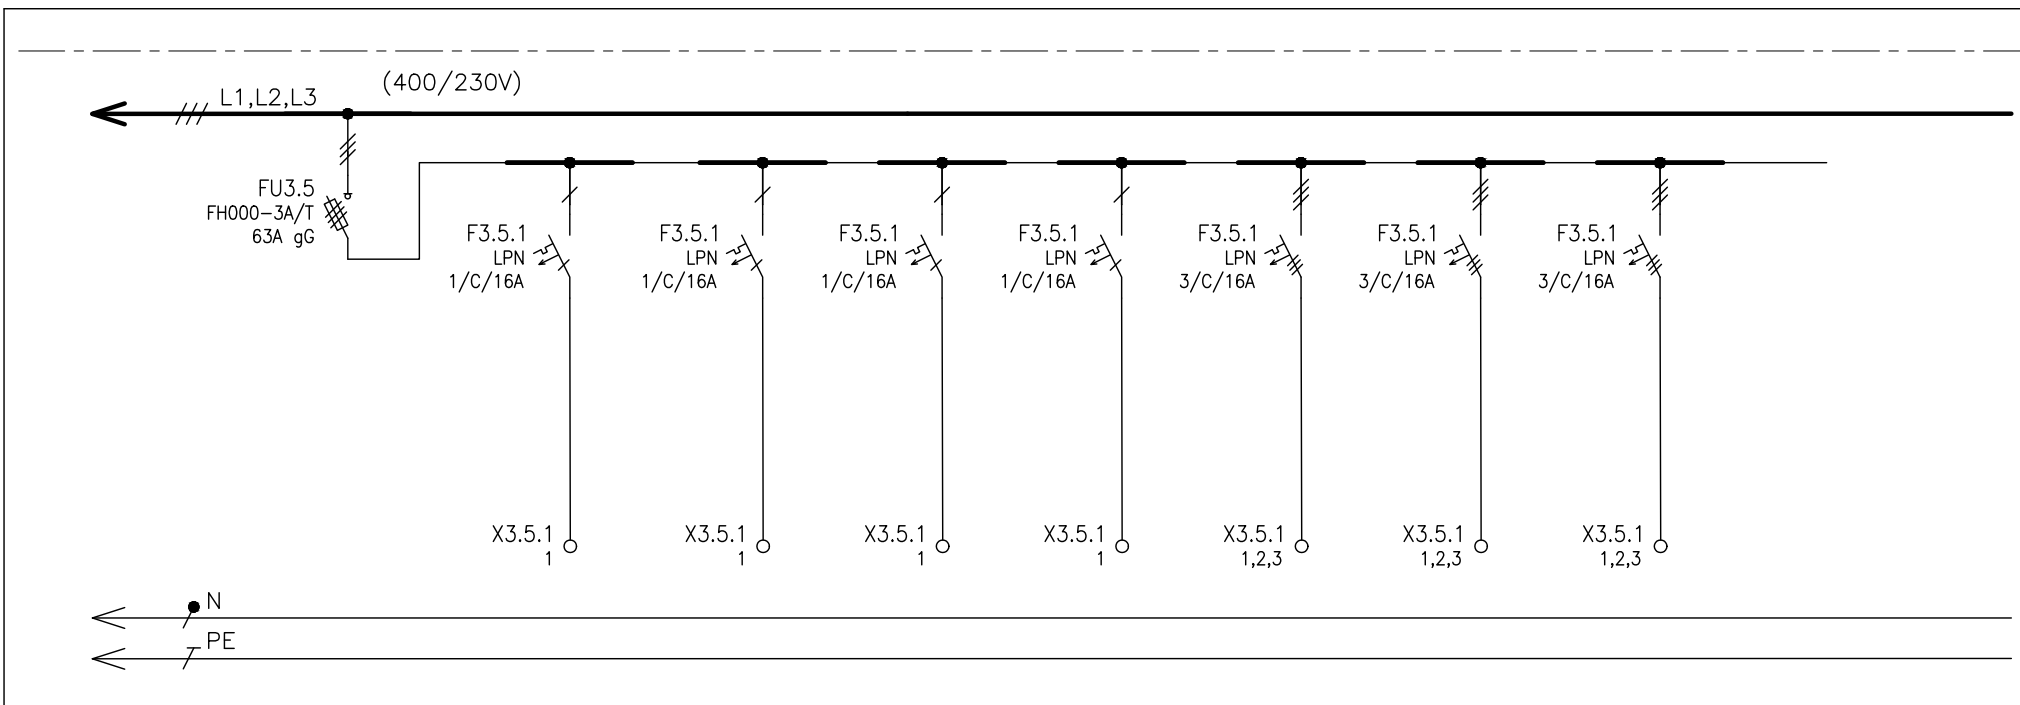 (400/230V)
L1,L2,L3
FU3.5
FH000-3A/T
63A gG
F3.5.1
LPN
1/C/16A
F3.5.1
LPN
1/C/16A
F3.5.1
LPN
1/C/16A
F3.5.1
LPN
1/C/16A
F3.5.1
LPN
3/C/16A
F3.5.1
LPN
3/C/16A
F3.5.1
LPN
3/C/16A
X3.5.1
1
X3.5.1
1
X3.5.1
1
X3.5.1
1
X3.5.1
1,2,3
X3.5.1
1,2,3
X3.5.1
1,2,3
N
PE